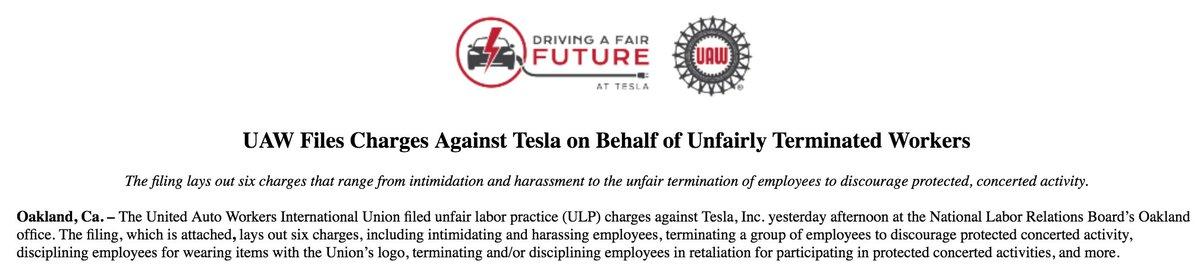 DRIVING A FAIR
FUTURE
AT TESLA
UAW
®
UAW Files Charges Against Tesla on Behalf of Unfairly Terminated Workers
The filing lays out six charges that range from intimidation and harassment to the unfair termination of employees to discourage protected, concerted activity.
Oakland, Ca. – The United Auto Workers International Union filed unfair labor practice (ULP) charges against Tesla, Inc. yesterday afternoon at the National Labor Relations Board’s Oakland
office. The filing, which is attached, lays out six charges, including intimidating and harassing employees, terminating a group of employees to discourage protected concerted activity,
disciplining employees for wearing items with the Union’s logo, terminating and/or disciplining employees in retaliation for participating in protected concerted activities, and more.